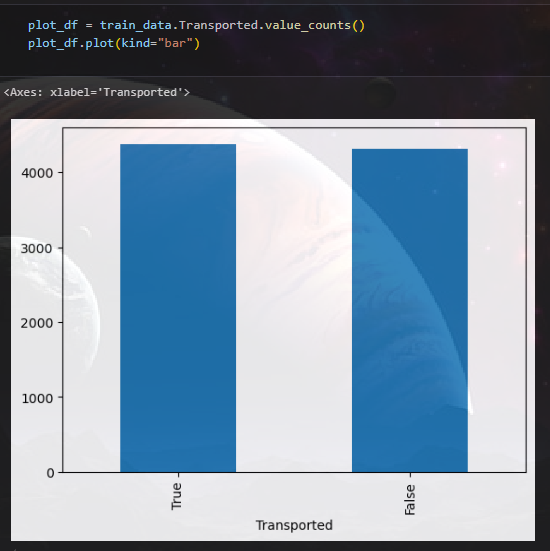 plot_df = train_data.Transported.value_counts()
plot_df.plot(kind="bar")
<Axes: xlabel='Transported'>
4000
3000
2000
1000
0
True
False
Transported